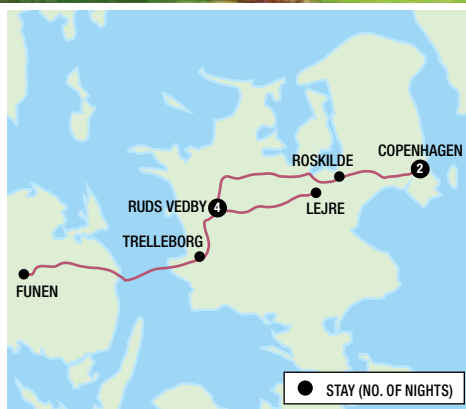 COPENHAGEN
2
ROSKILDE
LEJRE
RUDS VEDBY 4
TRELLEBORG
FUNEN
STAY (NO. OF NIGHTS)